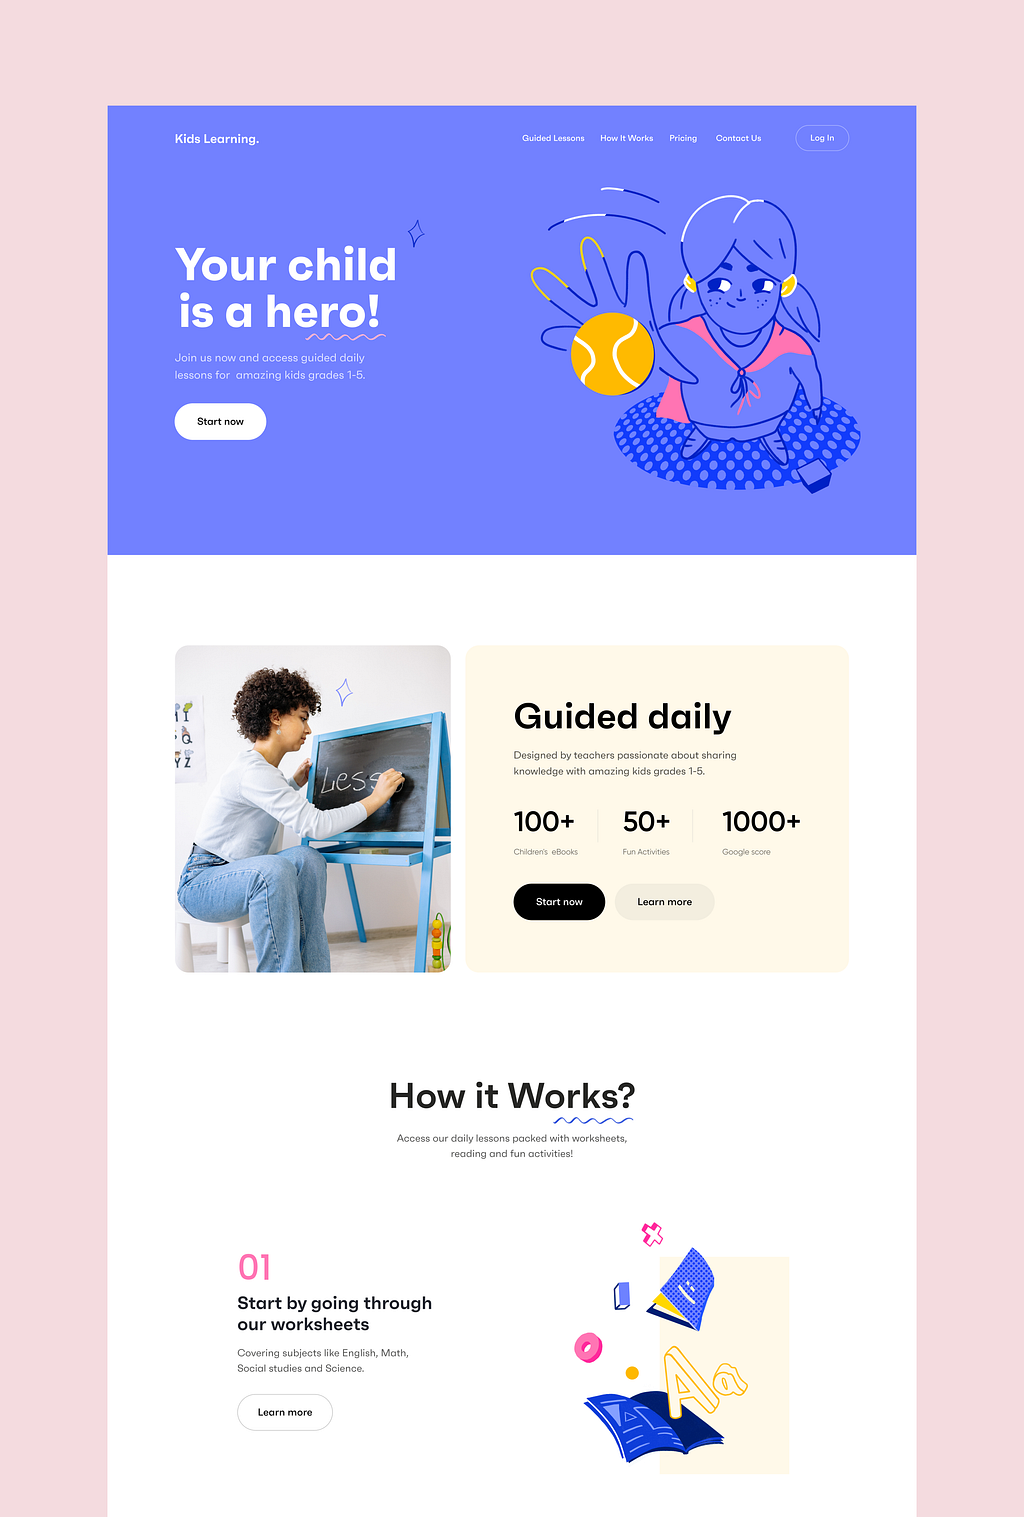 Kids Learning.
Guided Lessons
How It Works
Pricing
Contact Us
Log In
Your child
is a hero!
Join us now and access guided daily
lessons for amazing kids grades 1-5.
Start now
Less
Guided daily
Designed by teachers passionate about sharing
knowledge with amazing kids grades 1-5.
100+
50+
1000+
Children's eBooks
Fun Activities
Google score
Start now
Learn more
How it Works?
Access our daily lessons packed with worksheets,
reading and fun activities!
01
Start by going through
our worksheets
Covering subjects like English, Math,
Social studies and Science.
Learn more
Aa